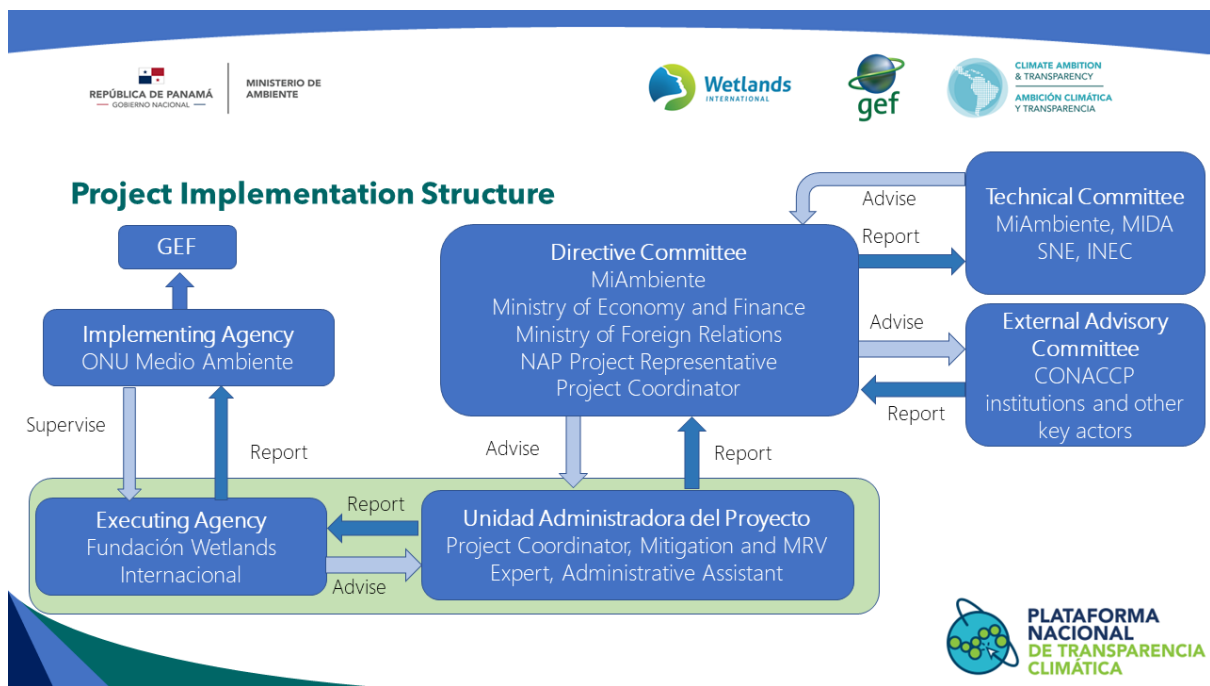 REPÚBLICA DE PANAMÁ
— GOBIERNO NACIONAL —
MINISTERIO DE
AMBIENTE
Wetlands
INTERNATIONAL
gef
CLIMATE AMBITION
& TRANSPARENCY
AMBICIÓN CLIMÁTICA
Y TRANSPARENCIA
Project Implementation Structure
GEF
Implementing Agency
ONU Medio Ambiente
Supervise
Report
Executing Agency
Fundación Wetlands
Internacional
Report
Advise
Unidad Administradora del Proyecto
Project Coordinator, Mitigation and MRV
Expert, Administrative Assistant
Advise
Report
Directive Committee
MiAmbiente
Ministry of Economy and Finance
Ministry of Foreign Relations
NAP Project Representative
Project Coordinator
Advise
Report
Technical Committee
MiAmbiente, MIDA
SNE, INEC
Advise
Report
External Advisory
Committee
CONACCP
institutions and other
key actors
PLATAFORMA
NACIONAL
DE TRANSPARENCIA
CLIMÁTICA